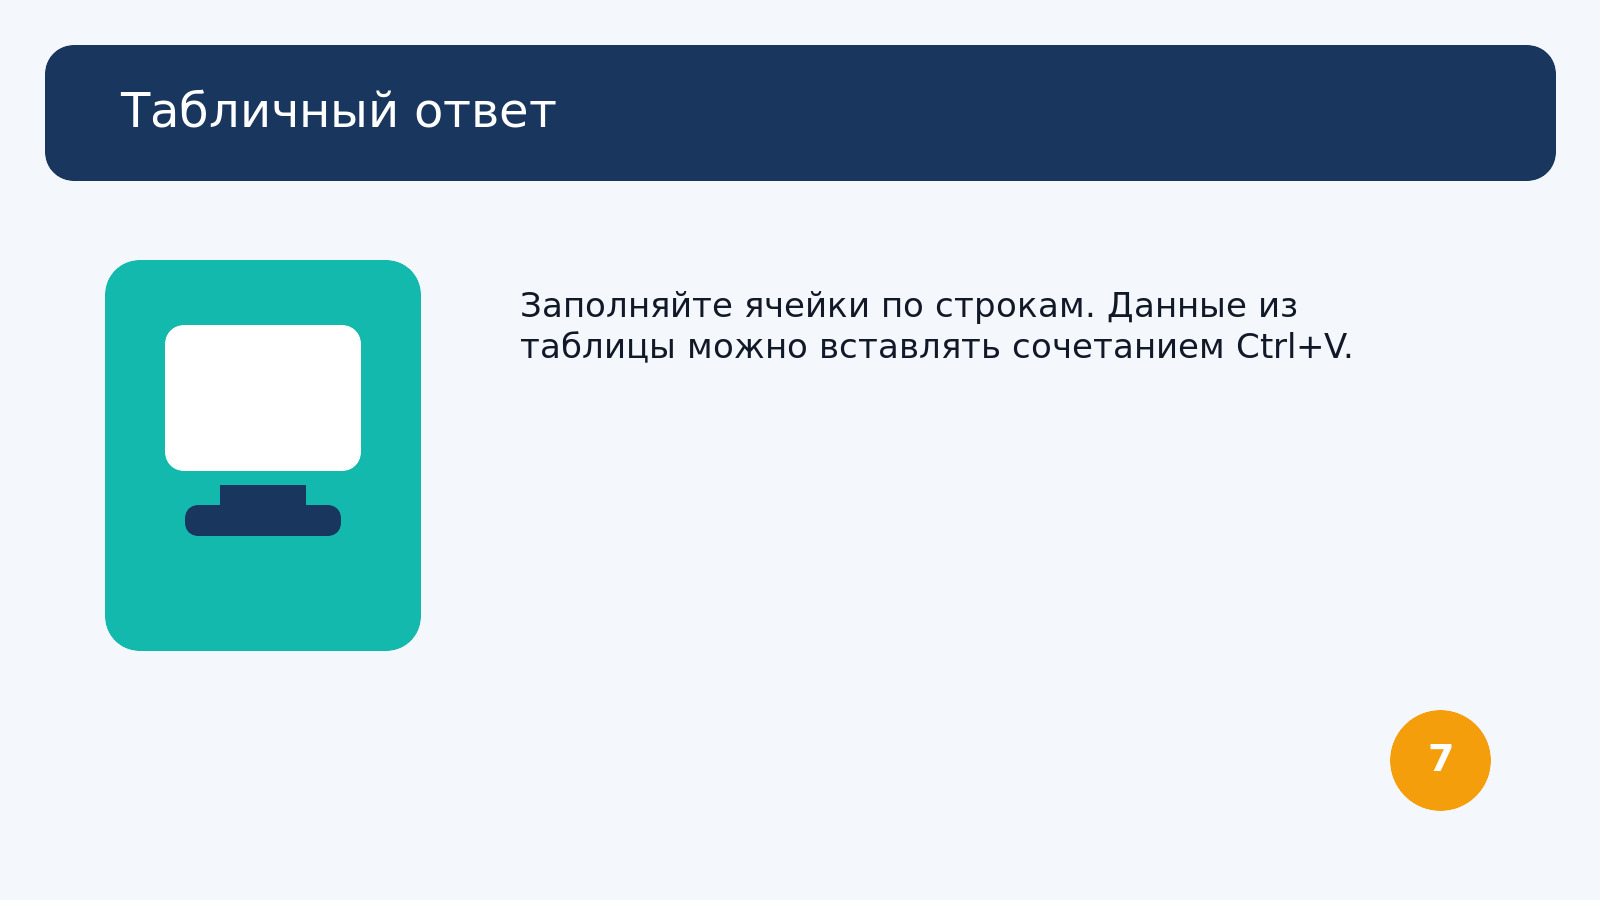 Табличный ответ
Заполняйте ячейки по строкам. Данные из
таблицы можно вставлять сочетанием Ctrl+V.
7